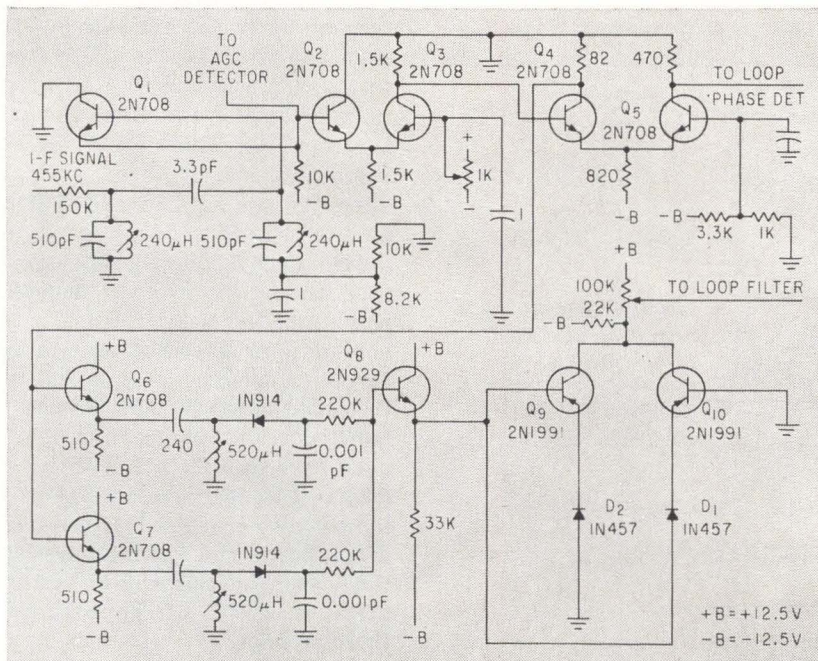 TO
AGC
DETECTOR
Q1
2N708
Q2
2N708
1.5K
Q3
2N708
Q4
2N708
82
470
TO LOOP
PHASE DET
Q5
2N708
I-F SIGNAL
455KC
150K
3.3pF
10K
-B
1.5K
-B
+
1K
-
820
-B
-B
3.3K
1K
510pF
240μH
510pF
240μH
10K
1
8.2K
-B
1
+B
100K
TO LOOP FILTER
22K
-B
+B
Q6
2N708
510
-B
240
520μH
1N914
0.001
pF
220K
Q8
2N929
+B
33K
-B
Q9
2N1991
Q10
2N1991
D2
1N457
D1
1N457
+B
Q7
2N708
510
-B
520μH
1N914
0.001pF
220K
+B=+12.5V
-B=-12.5V